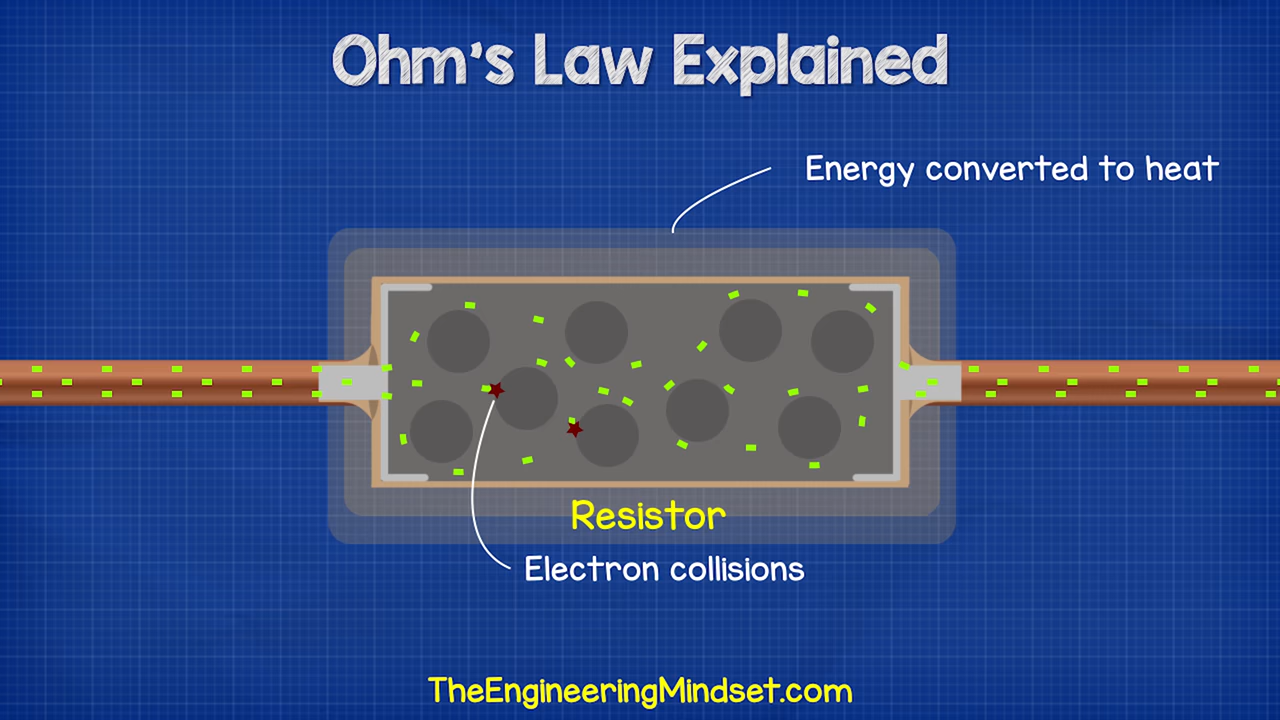 Ohm's Law Explained
Energy converted to heat
Resistor
Electron collisions
TheEngineeringMindset.com